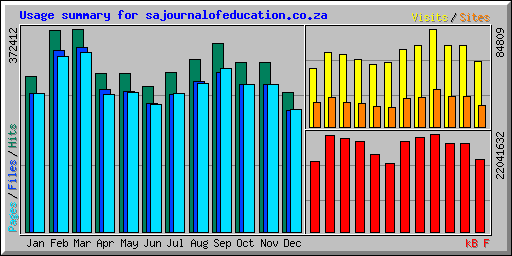 Usage summary for sajournalofeducation.co.za
Visits/Sites
372412
84809
22041632
Pages/Files/Hits
Jan Feb Mar Apr May Jun Jul Aug Sep Oct Nov Dec
kB F